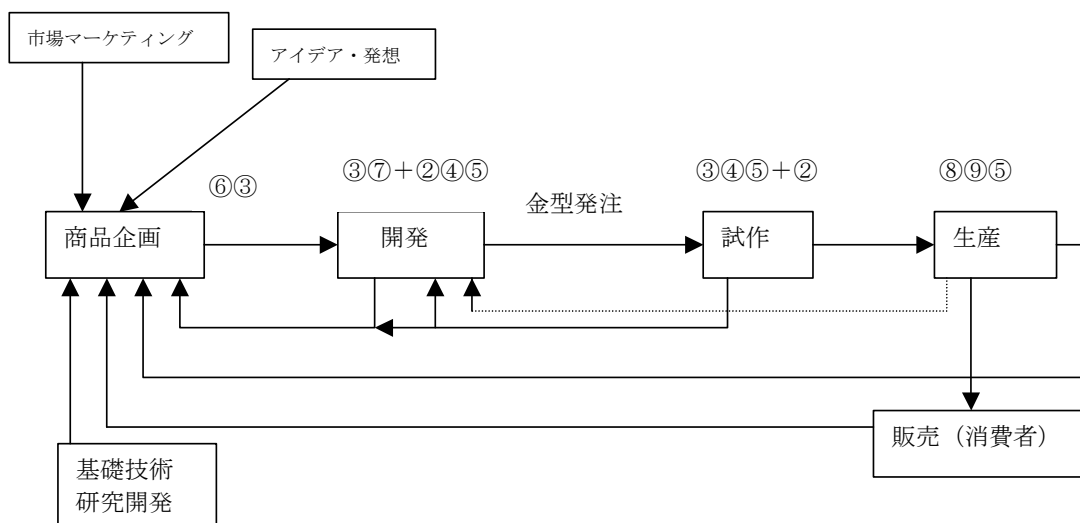 市場マーケティング
アイデア・発想
⑥③
③⑦+②④⑤
③④⑤+②
⑧⑨⑤
金型発注
商品企画
開発
試作
生産
販売（消費者）
基礎技術
研究開発